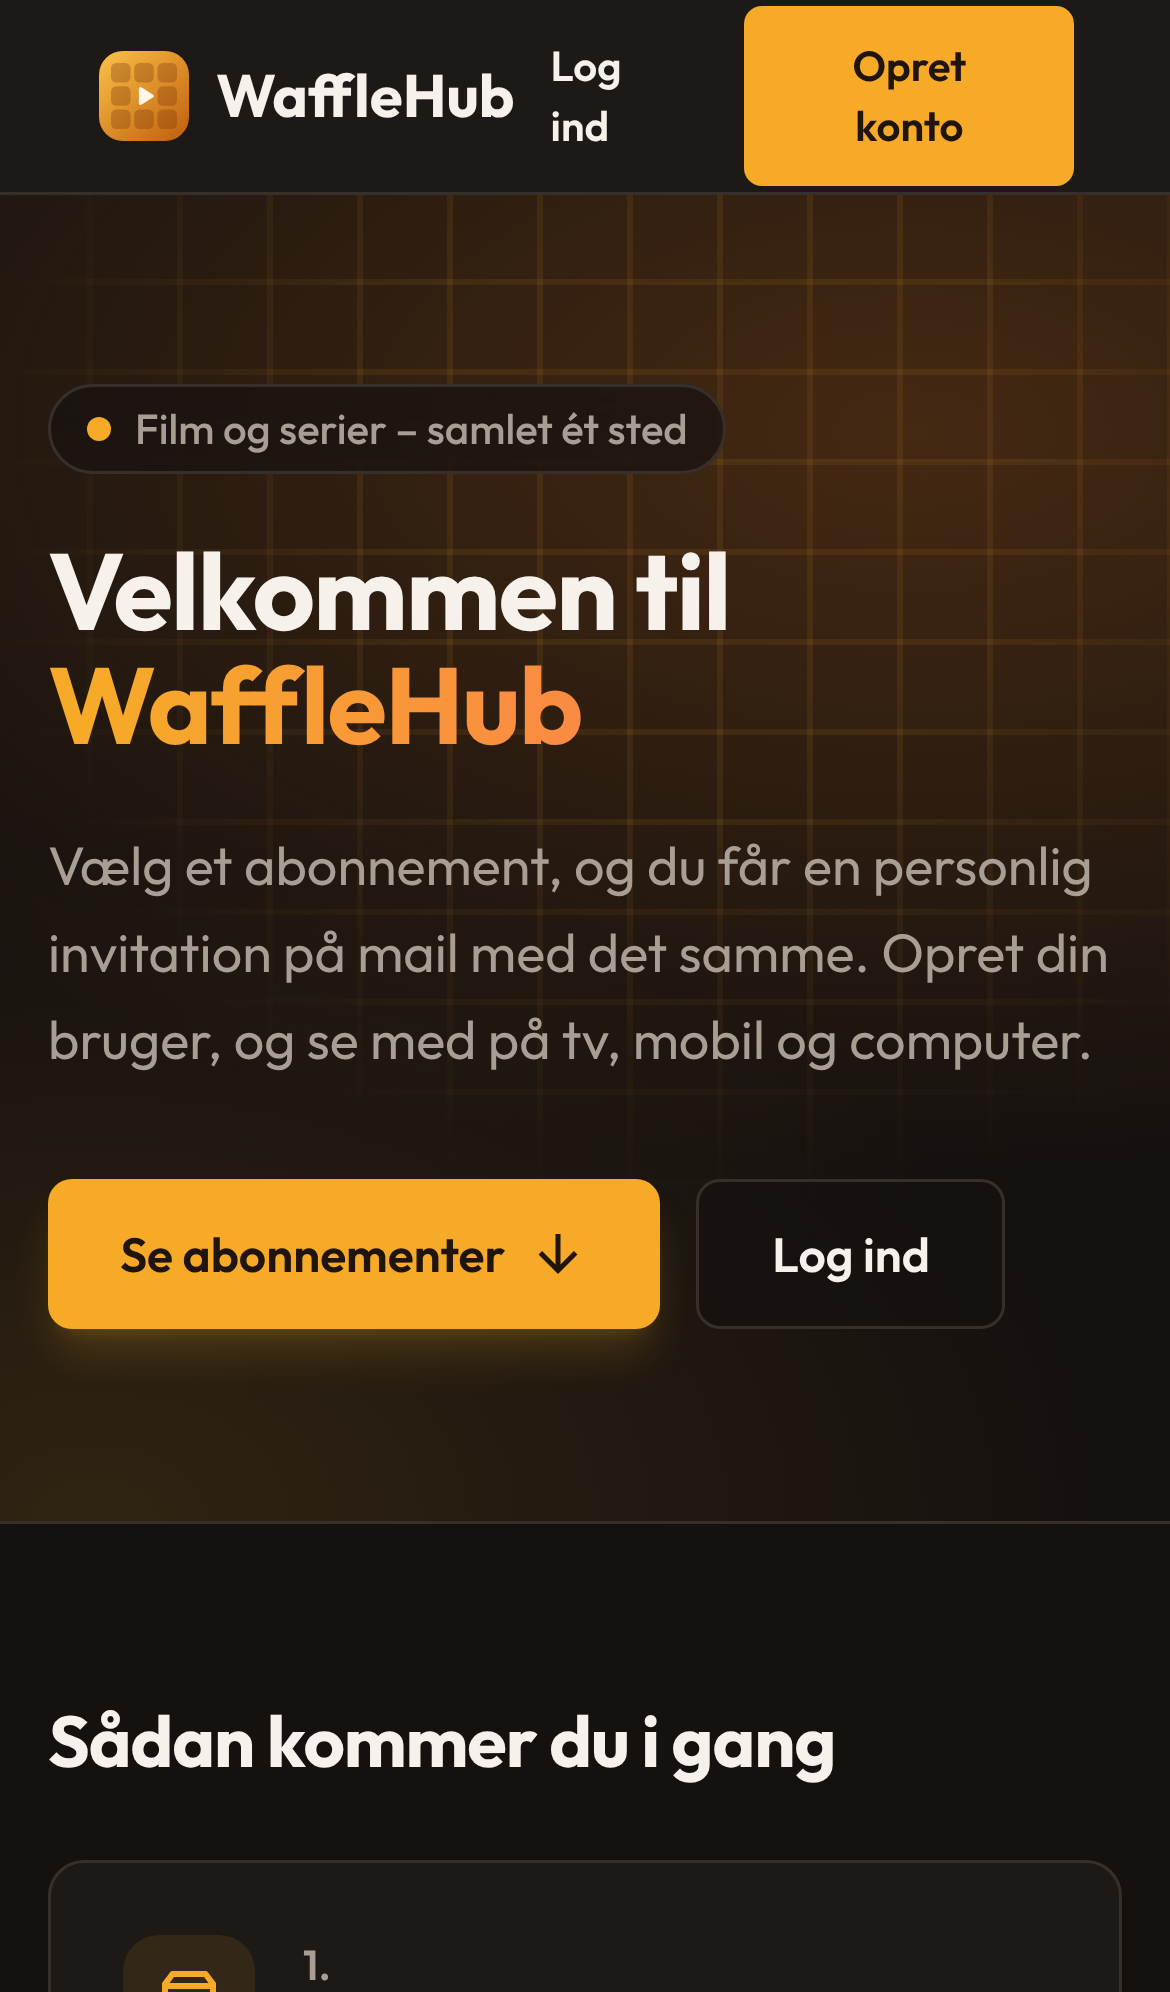 WaffleHub
Log
ind
Opret
konto
Film og serier – samlet ét sted
Velkommen til
WaffleHub
Vælg et abonnement, og du får en personlig
invitation på mail med det samme. Opret din
bruger, og se med på tv, mobil og computer.
Se abonnementer ↓
Log ind
Sådan kommer du i gang
1.